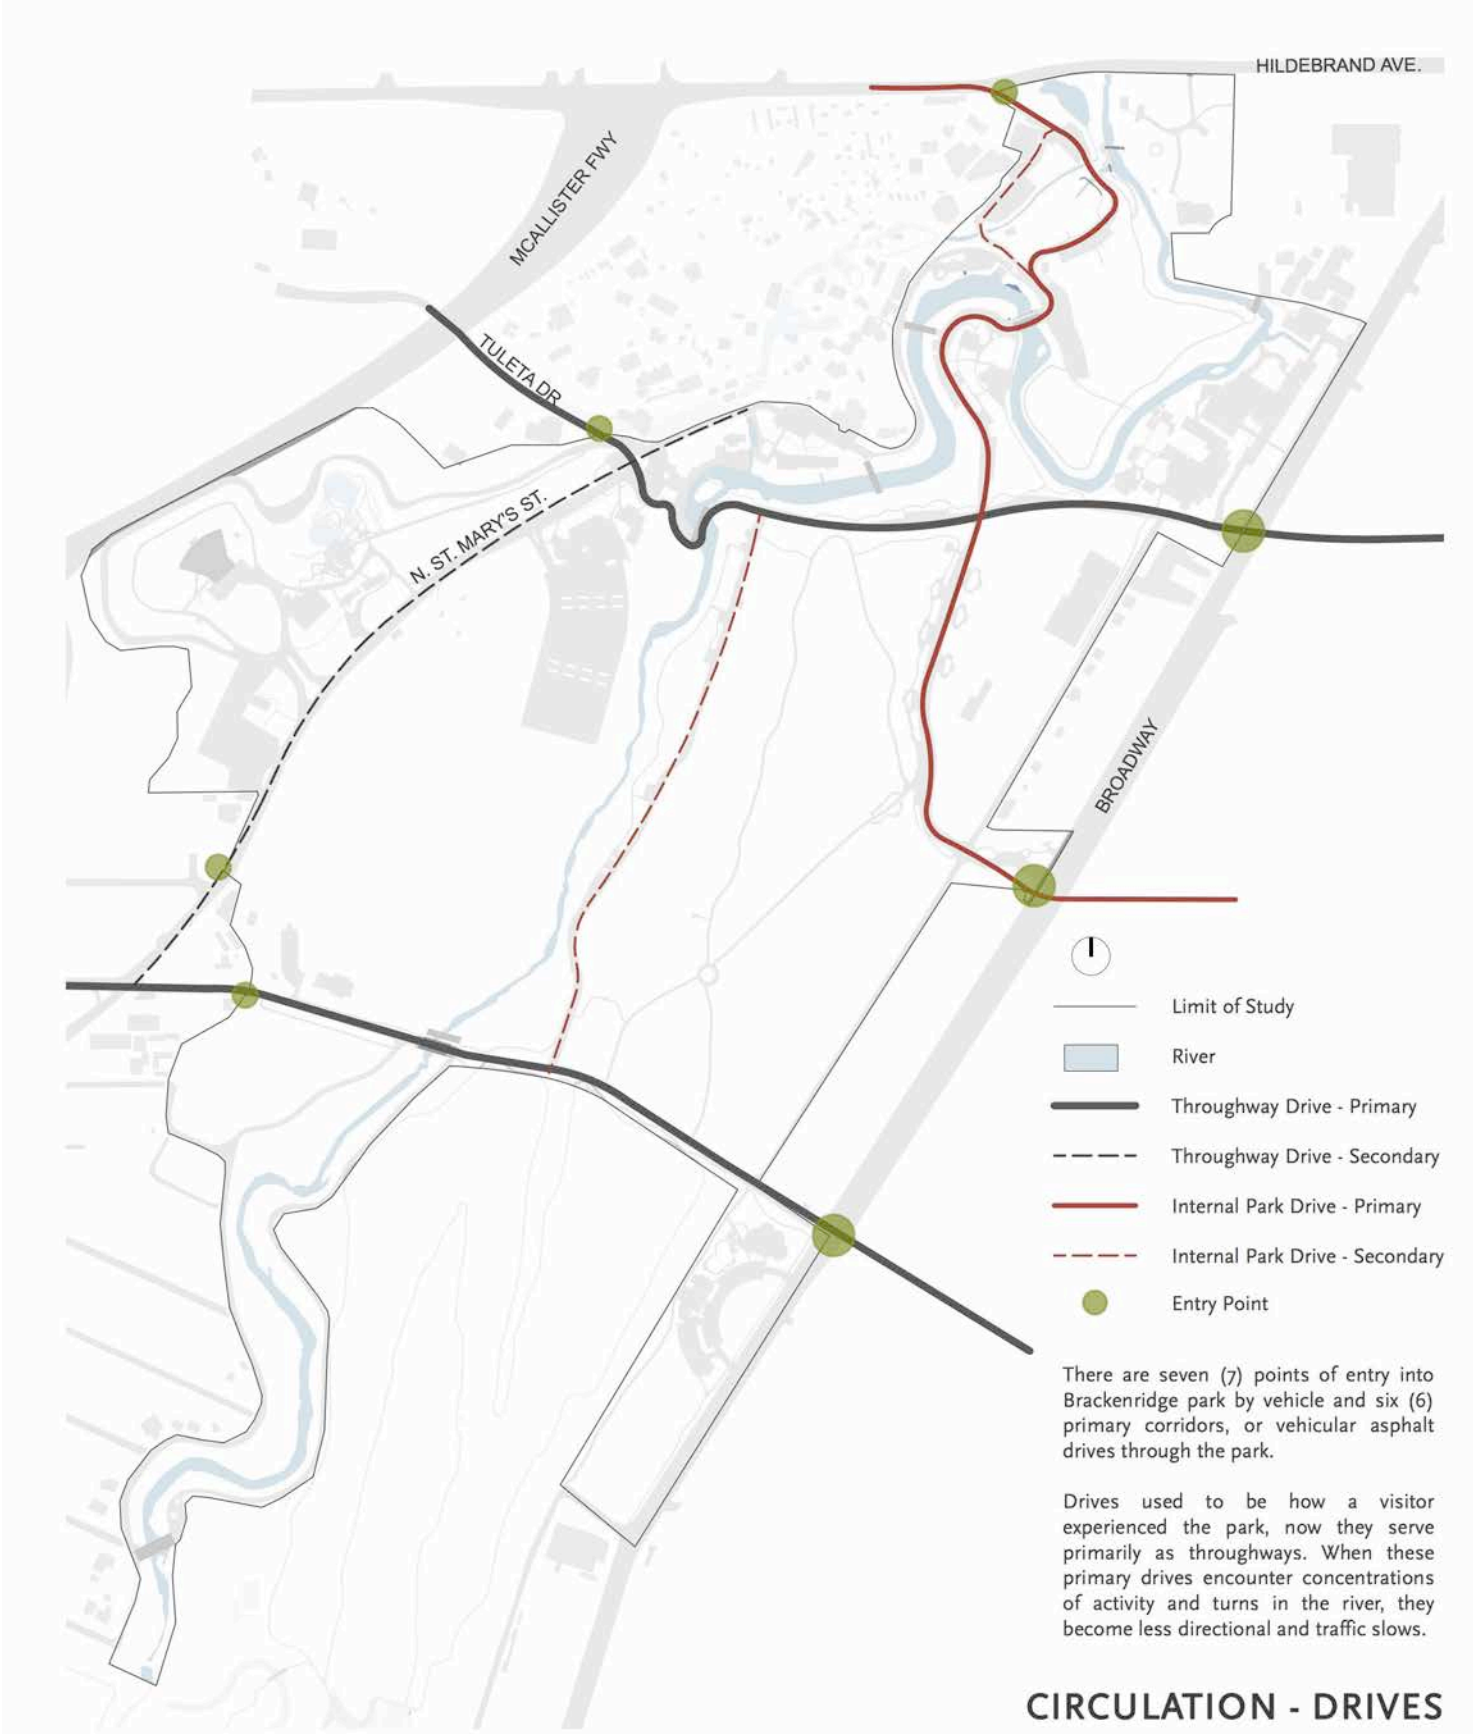 HILDEBRAND AVE.
MCALLISTER FWY
TULETA DR
N. ST. MARY'S ST.
BROADWAY
Limit of Study
River
Throughway Drive - Primary
Throughway Drive - Secondary
Internal Park Drive - Primary
Internal Park Drive - Secondary
Entry Point
There are seven (7) points of entry into
Brackenridge park by vehicle and six (6)
primary corridors, or vehicular asphalt
drives through the park.
Drives used to be how a visitor
experienced the park, now they serve
primarily as throughways. When these
primary drives encounter concentrations
of activity and turns in the river, they
become less directional and traffic slows.
CIRCULATION - DRIVES